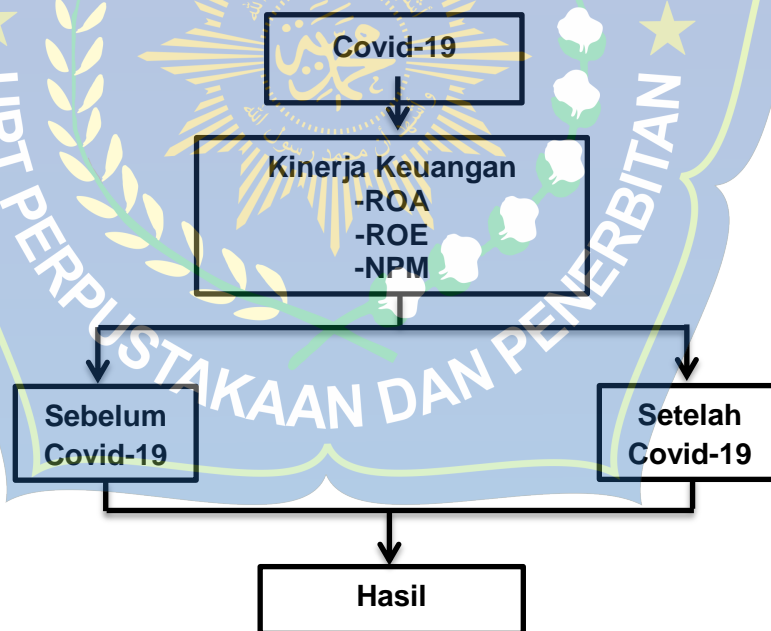 Covid-19
Kinerja Keuangan
-ROA
-ROE
-NPM
UPT PERPUSTAKAAN DAN PENERBITAN
Sebelum
Covid-19
Setelah
Covid-19
Hasil